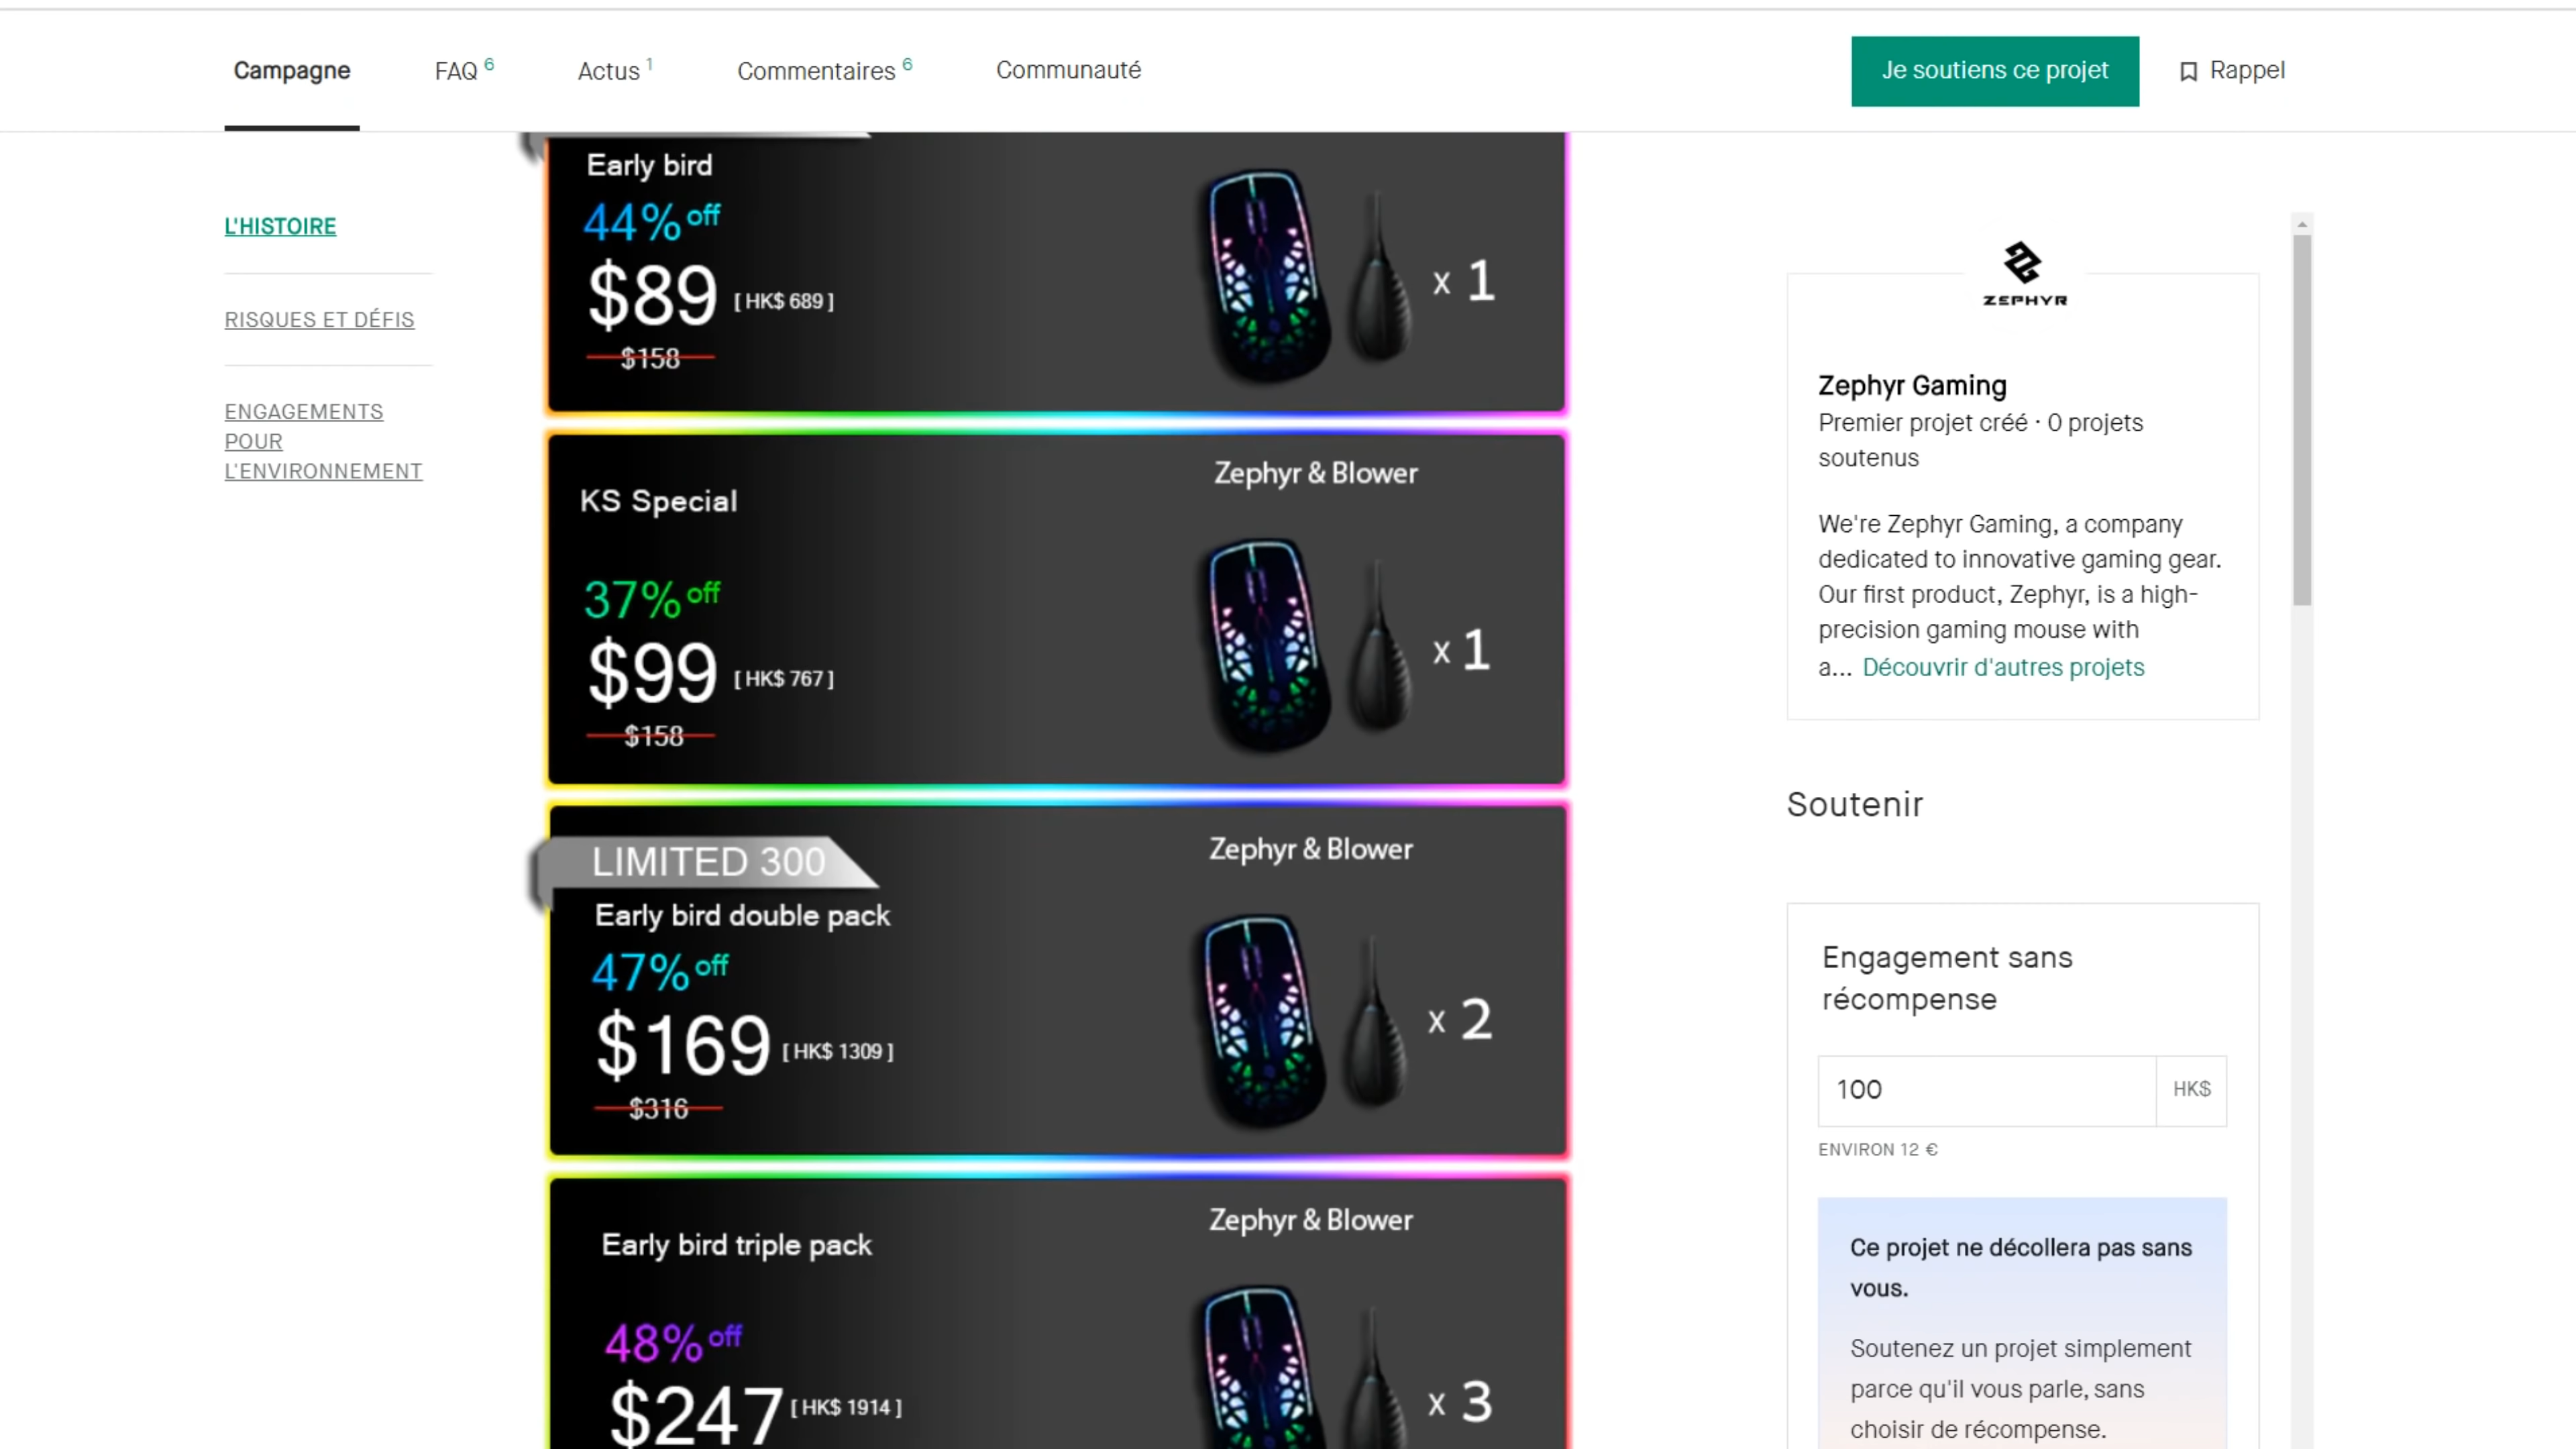 Campagne
FAQ 6
Actus 1
Commentaires 6
Communauté
Je soutiens ce projet
Rappel
L'HISTOIRE
RISQUES ET DÉFIS
ENGAGEMENTS
POUR
L'ENVIRONNEMENT
Early bird
44% off
$89 [ HK$ 689 ]
$158
x 1
KS Special
Zephyr & Blower
37% off
$99 [ HK$ 767 ]
$158
x 1
LIMITED 300
Zephyr & Blower
Early bird double pack
47% off
$169 [ HK$ 1309 ]
$316
x 2
Early bird triple pack
Zephyr & Blower
48% off
$247 [ HK$ 1914 ]
x 3
ZEPHYR
Zephyr Gaming
Premier projet créé · 0 projets
soutenus
We're Zephyr Gaming, a company
dedicated to innovative gaming gear.
Our first product, Zephyr, is a high-
precision gaming mouse with
a... Découvrir d'autres projets
Soutenir
Engagement sans
récompense
100 HK$
ENVIRON 12 €
Ce projet ne décollera pas sans
vous.
Soutenez un projet simplement
parce qu'il vous parle, sans
choisir de récompense.